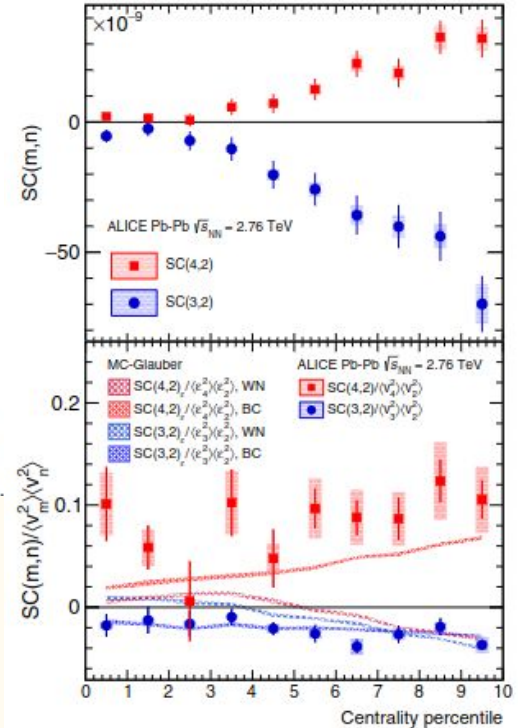 ×10⁻⁹
0
−50
SC(m,n)
ALICE Pb-Pb √sNN = 2.76 TeV
SC(4,2)
SC(3,2)
MC-Glauber
SC(4,2)ε/⟨ε₄²⟩⟨ε₂²⟩, WN
SC(4,2)ε/⟨ε₄²⟩⟨ε₂²⟩, BC
SC(3,2)ε/⟨ε₃²⟩⟨ε₂²⟩, WN
SC(3,2)ε/⟨ε₃²⟩⟨ε₂²⟩, BC
ALICE Pb-Pb √sNN = 2.76 TeV
SC(4,2)/⟨v₄²⟩⟨v₂²⟩
SC(3,2)/⟨v₃²⟩⟨v₂²⟩
0.2
0.1
0
SC(m,n)/⟨vₘ²⟩⟨vₙ²⟩
0 1 2 3 4 5 6 7 8 9 10
Centrality percentile